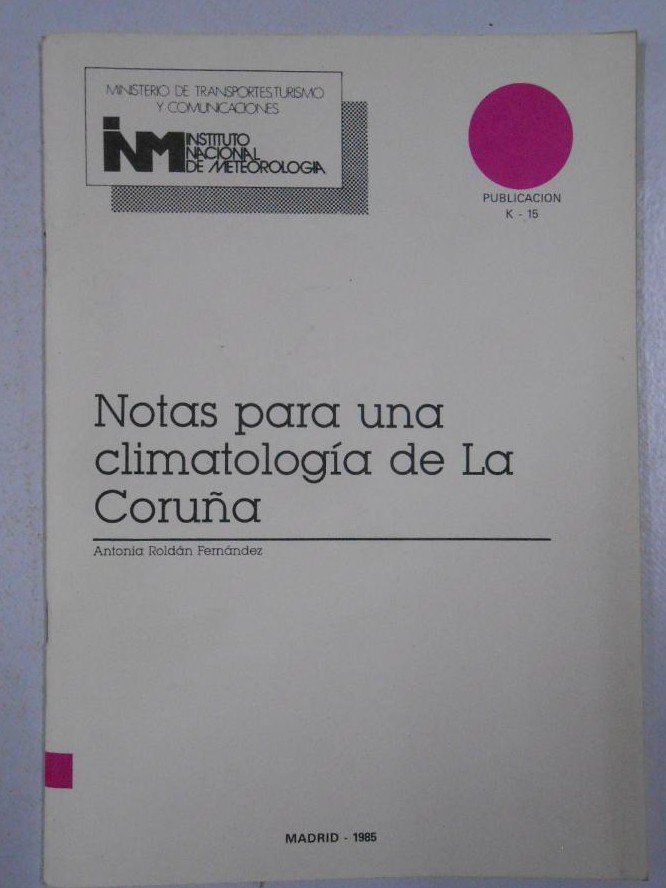 MINISTERIO DE TRANSPORTES,TURISMO
Y COMUNICACIONES
INM INSTITUTO
NACIONAL
DE METEOROLOGIA
PUBLICACION
K - 15
Notas para una
climatología de La
Coruña
Antonia Roldán Fernández
MADRID - 1985